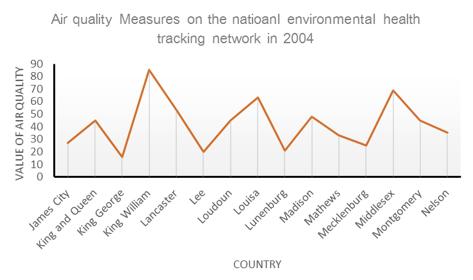 Air quality Measures on the natioanl environmental health
tracking network in 2004
VALUE OF AIR QUALITY
90
80
70
60
50
40
30
20
10
0
James City
King and Queen
King George
King William
Lancaster
Lee
Loudoun
Louisa
Lunenburg
Madison
Mathews
Mecklenburg
Middlesex
Montgomery
Nelson
COUNTRY